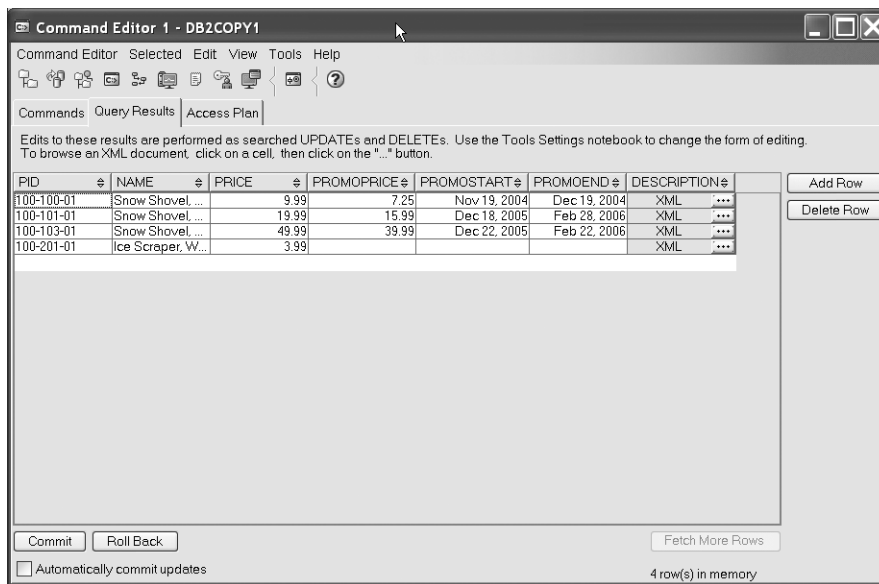 Command Editor 1 - DB2COPY1
Command Editor Selected Edit View Tools Help
Commands Query Results Access Plan
Edits to these results are performed as searched UPDATEs and DELETEs. Use the Tools Settings notebook to change the form of editing.
To browse an XML document, click on a cell, then click on the "..." button.
PID NAME PRICE PROMOPRICE PROMOSTART PROMOEND DESCRIPTION
100-100-01 Snow Shovel, ... 9.99 7.25 Nov 19, 2004 Dec 19, 2004 XML ...
100-101-01 Snow Shovel, ... 19.99 15.99 Dec 18, 2005 Feb 28, 2006 XML ...
100-103-01 Snow Shovel, ... 49.99 39.99 Dec 22, 2005 Feb 22, 2006 XML ...
100-201-01 Ice Scraper, W... 3.99 XML ...
Add Row
Delete Row
Commit Roll Back Fetch More Rows
Automatically commit updates 4 row(s) in memory